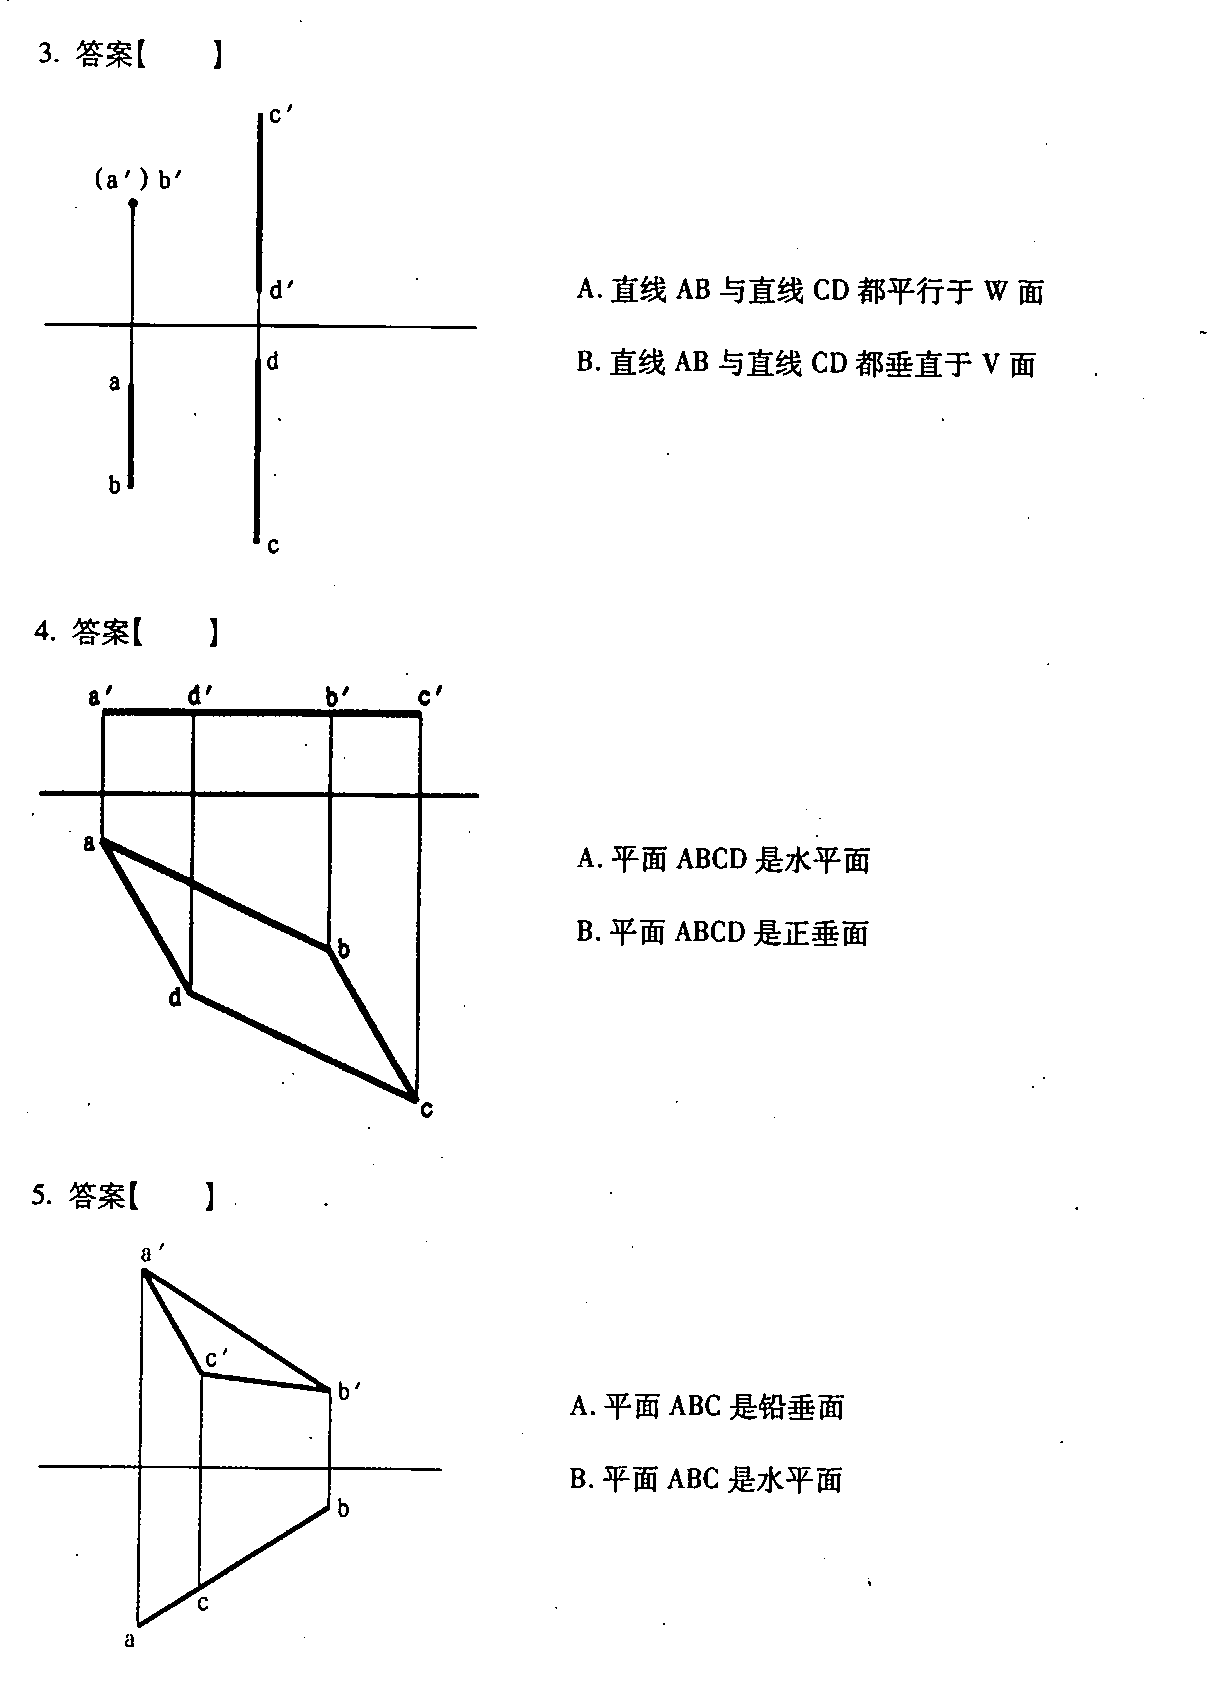 3. 答案【 】
c′
(a′) b′
d′
A. 直线 AB 与直线 CD 都平行于 W 面
d
B. 直线 AB 与直线 CD 都垂直于 V 面
a
b
c
4. 答案【 】
a′ d′ b′ c′
a
A. 平面 ABCD 是水平面
B. 平面 ABCD 是正垂面
b
d
c
5. 答案【 】
a′
c′
b′
A. 平面 ABC 是铅垂面
B. 平面 ABC 是水平面
b
c
a